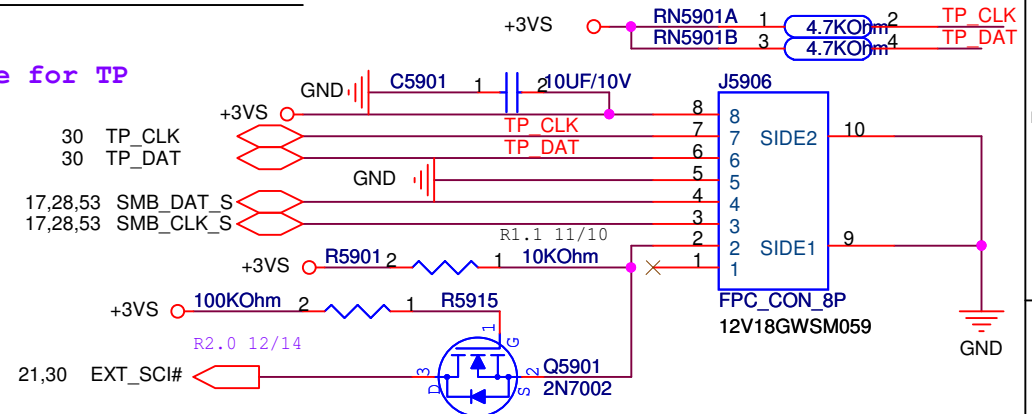 +3VS RN5901A 1 4.7KOhm 2 TP_CLK
RN5901B 3 4.7KOhm 4 TP_DAT
e for TP
GND C5901 1 2 10UF/10V J5906
+3VS 8 8
30 TP_CLK TP_CLK 7 7 SIDE2 10
30 TP_DAT TP_DAT 6 6
GND 5 5
17,28,53 SMB_DAT_S 4 4
17,28,53 SMB_CLK_S 3 3
R1.1 11/10 2 2 SIDE1 9
+3VS R5901 2 1 10KOhm 1 1
FPC_CON_8P
12V18GWSM059
+3VS 100KOhm 2 1 R5915
GND
R2.0 12/14 1 G
21,30 EXT_SCI# 3 D S 2 Q5901
2N7002